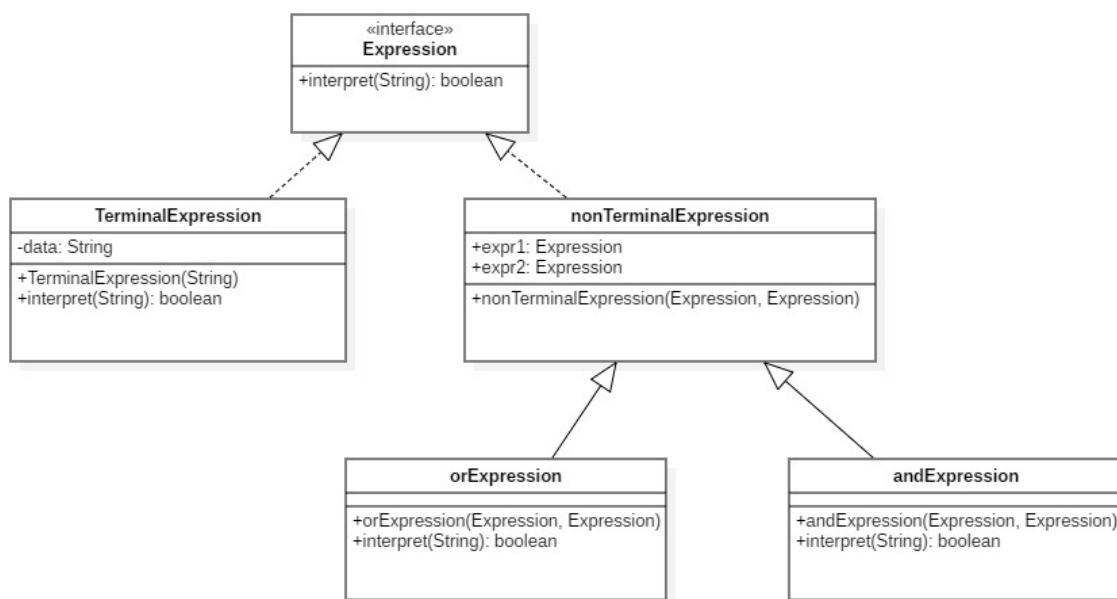 «interface»
Expression
+interpret(String): boolean
TerminalExpression
-data: String
+TerminalExpression(String)
+interpret(String): boolean
nonTerminalExpression
+expr1: Expression
+expr2: Expression
+nonTerminalExpression(Expression, Expression)
orExpression
+orExpression(Expression, Expression)
+interpret(String): boolean
andExpression
+andExpression(Expression, Expression)
+interpret(String): boolean